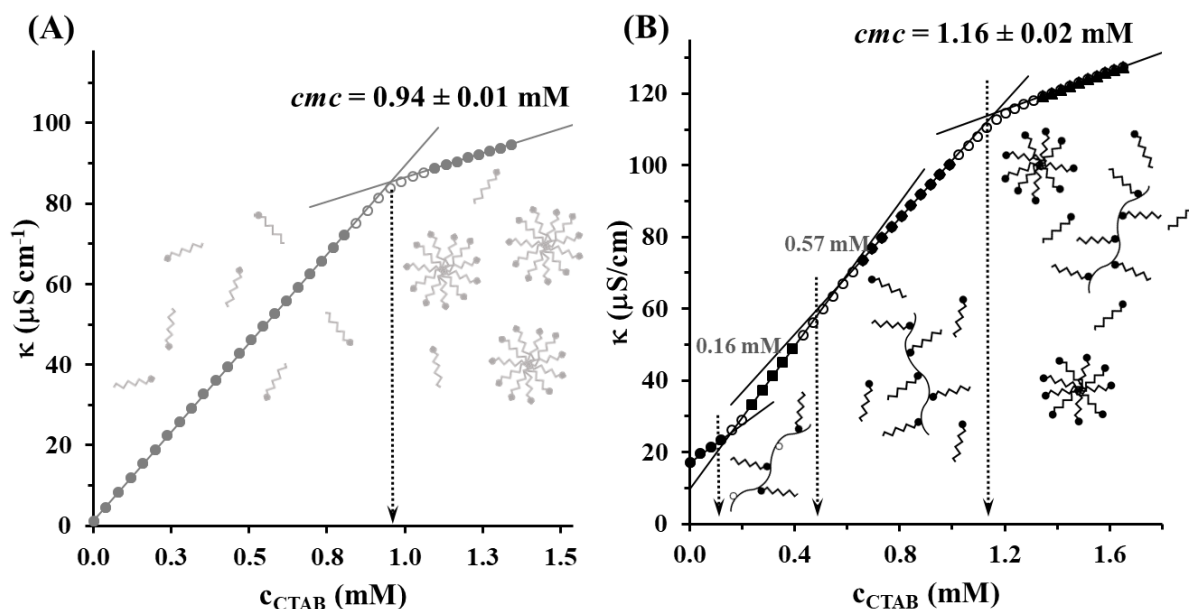 (A)
cmc = 0.94 ± 0.01 mM
κ (µS cm⁻¹)
100
80
60
40
20
0
0.0
0.3
0.5
0.8
1.0
1.3
1.5
c_CTAB (mM)
(B)
cmc = 1.16 ± 0.02 mM
κ (µS/cm)
120
100
80
60
40
20
0
0.57 mM
0.16 mM
0.0
0.4
0.8
1.2
1.6
c_CTAB (mM)